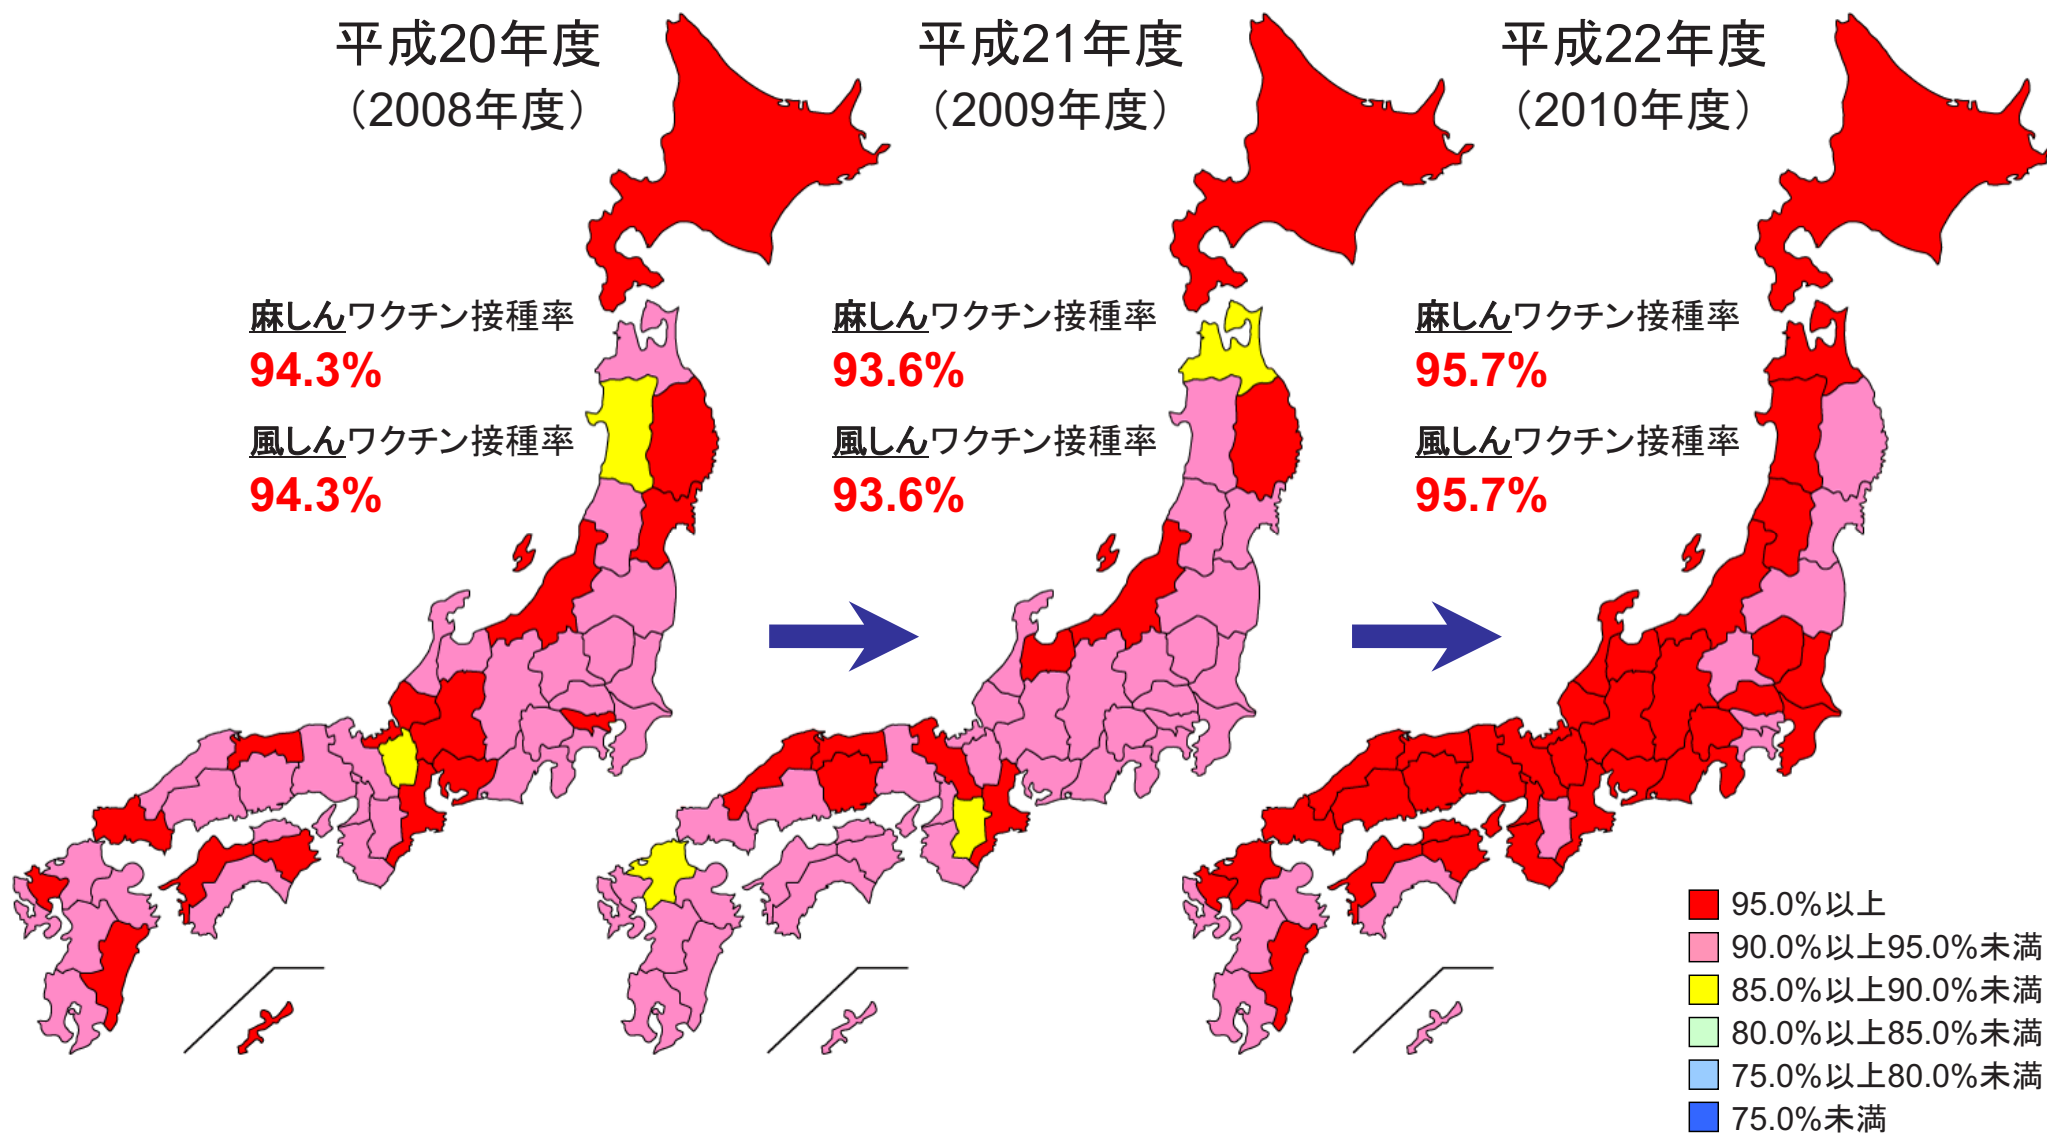 平成20年度
（2008年度）
麻しんワクチン接種率
94.3%
風しんワクチン接種率
94.3%
平成21年度
（2009年度）
麻しんワクチン接種率
93.6%
風しんワクチン接種率
93.6%
平成22年度
（2010年度）
麻しんワクチン接種率
95.7%
風しんワクチン接種率
95.7%
95.0%以上
90.0%以上95.0%未満
85.0%以上90.0%未満
80.0%以上85.0%未満
75.0%以上80.0%未満
75.0%未満